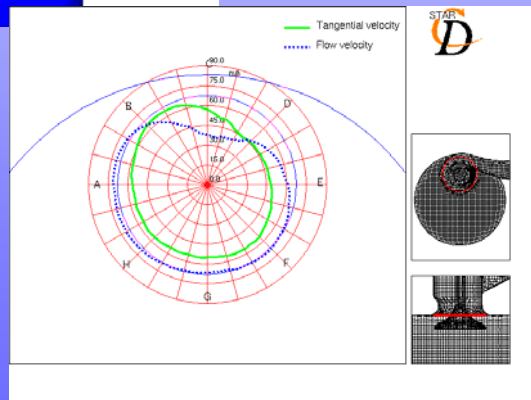 Tangential velocity
Flow velocity
STAR
CD
C
90.0
m/s
75.0
60.0
45.0
30.0
15.0
0.0
B
D
A
E
H
F
G